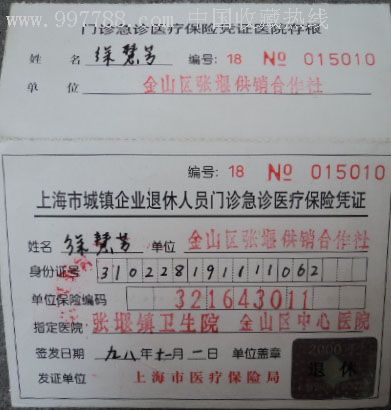 www.997788.com 中国收藏热线
门诊急诊医疗保险凭证医院存根
姓 名 徐慧芳 编号: 18 No 015010
单 位 金山区张堰供销合作社
编号: 18 No 015010
上海市城镇企业退休人员门诊急诊医疗保险凭证
姓名 徐慧芳 单位 金山区张堰供销合作社
身份证号 310228191111062
单位保险编码 321643011
指定医院 张堰镇卫生院 金山区中心医院
签发日期 九八年十一月二日 单位盖章
发证单位 上海市医疗保险局
2000年
退休